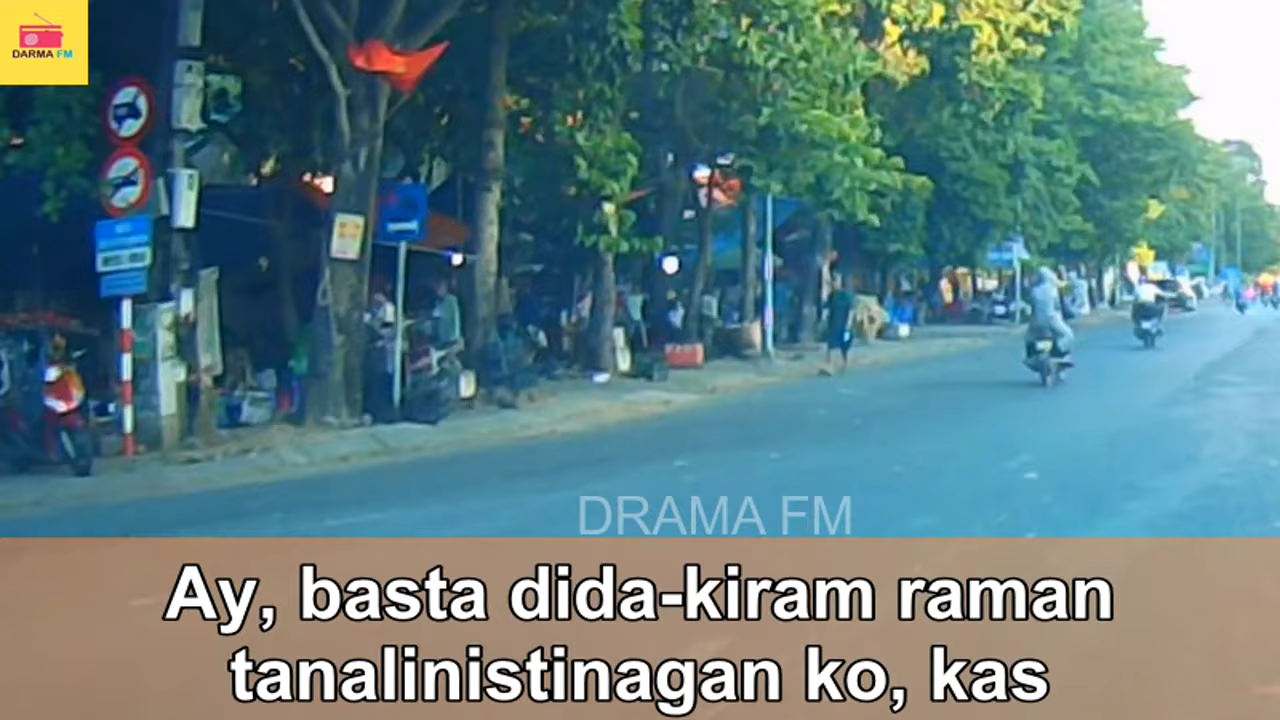 DARMA FM
DRAMA FM
Ay, basta dida-kiram raman
tanalinistinagan ko, kas